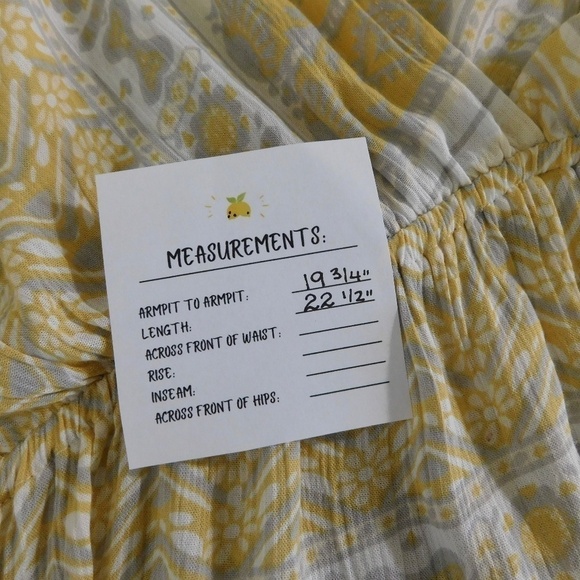 MEASUREMENTS:
ARMPIT TO ARMPIT: 19 3/4"
LENGTH: 22 1/2"
ACROSS FRONT OF WAIST:
RISE:
INSEAM:
ACROSS FRONT OF HIPS: